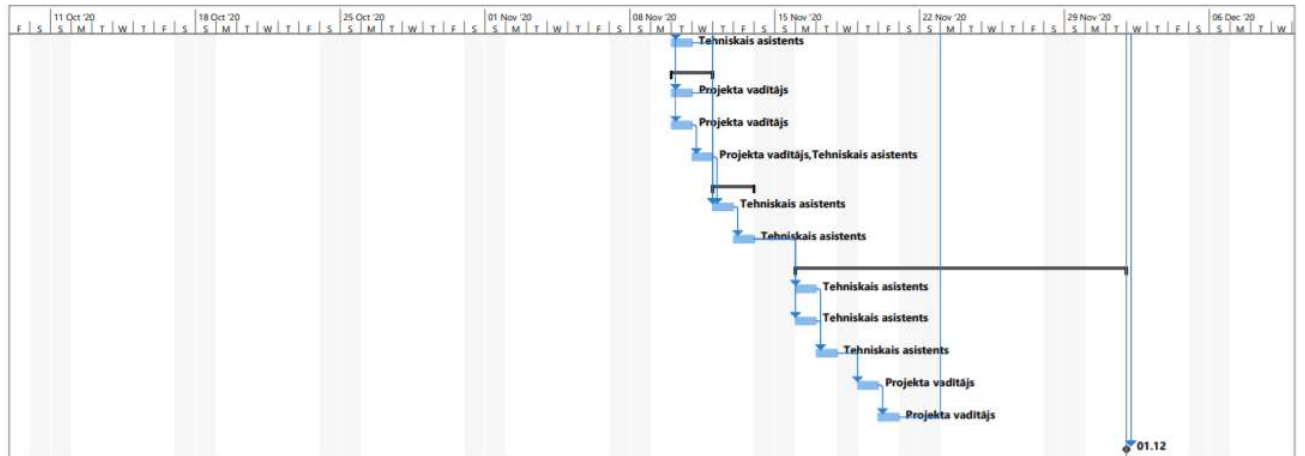 11 Oct '20 18 Oct '20 25 Oct '20 01 Nov '20 08 Nov '20 15 Nov '20 22 Nov '20 29 Nov '20 06 Dec '20
F S S M T W T F S S M T W T F S S M T W T F S S M T W T F S S M T W T F S S M T W T F S S M T W T F S S M T W T F S S M T W
Tehniskais asistents
Projekta vadītājs
Projekta vadītājs
Projekta vadītājs,Tehniskais asistents
Tehniskais asistents
Tehniskais asistents
Tehniskais asistents
Tehniskais asistents
Tehniskais asistents
Projekta vadītājs
Projekta vadītājs
01.12